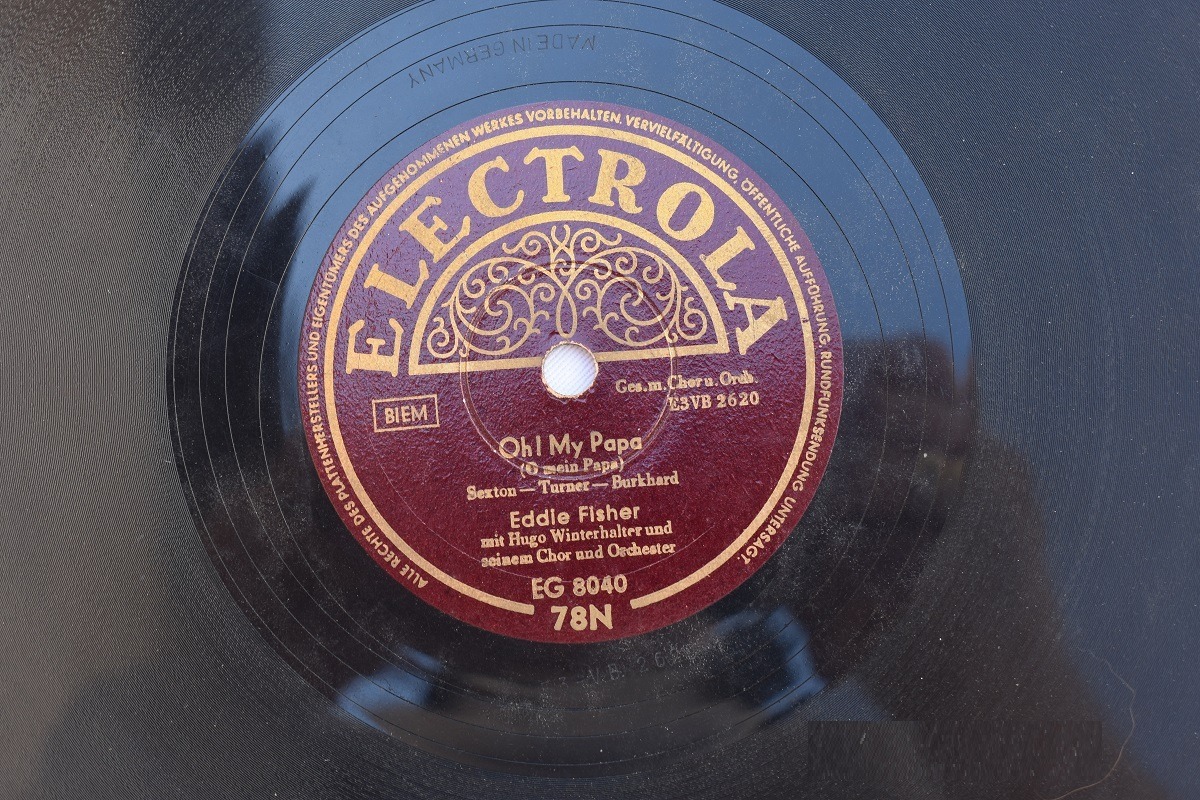 MADE IN GERMANY
ALLE RECHTE DES PLATTENHERSTELLERS UND EIGENTÜMERS DES AUFGENOMMENEN WERKES VORBEHALTEN. VERVIELFÄLTIGUNG, ÖFFENTLICHE AUFFÜHRUNG, RUNDFUNKSENDUNG UNTERSAGT.
ELECTROLA
Ges. m. Chor u. Orch.
BIEM
E3VB 2620
Oh! My Papa
(O mein Papa)
Sexton — Turner — Burkhard
Eddie Fisher
mit Hugo Winterhalter und
seinem Chor und Orchester
EG 8040
78N